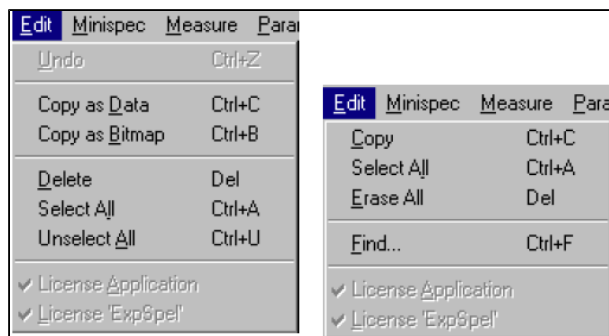 Edit Minispec Measure Para
Undo Ctrl+Z
Copy as Data Ctrl+C
Copy as Bitmap Ctrl+B
Delete Del
Select All Ctrl+A
Unselect All Ctrl+U
License Application
License 'ExpSpel'
Edit Minispec Measure Para
Copy Ctrl+C
Select All Ctrl+A
Erase All Del
Find... Ctrl+F
License Application
License 'ExpSpel'